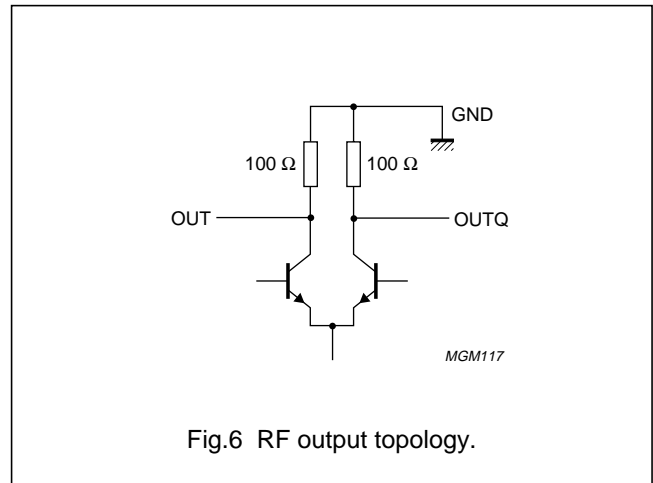 GND
100 Ω 100 Ω
OUT OUTQ
MGM117
Fig.6 RF output topology.